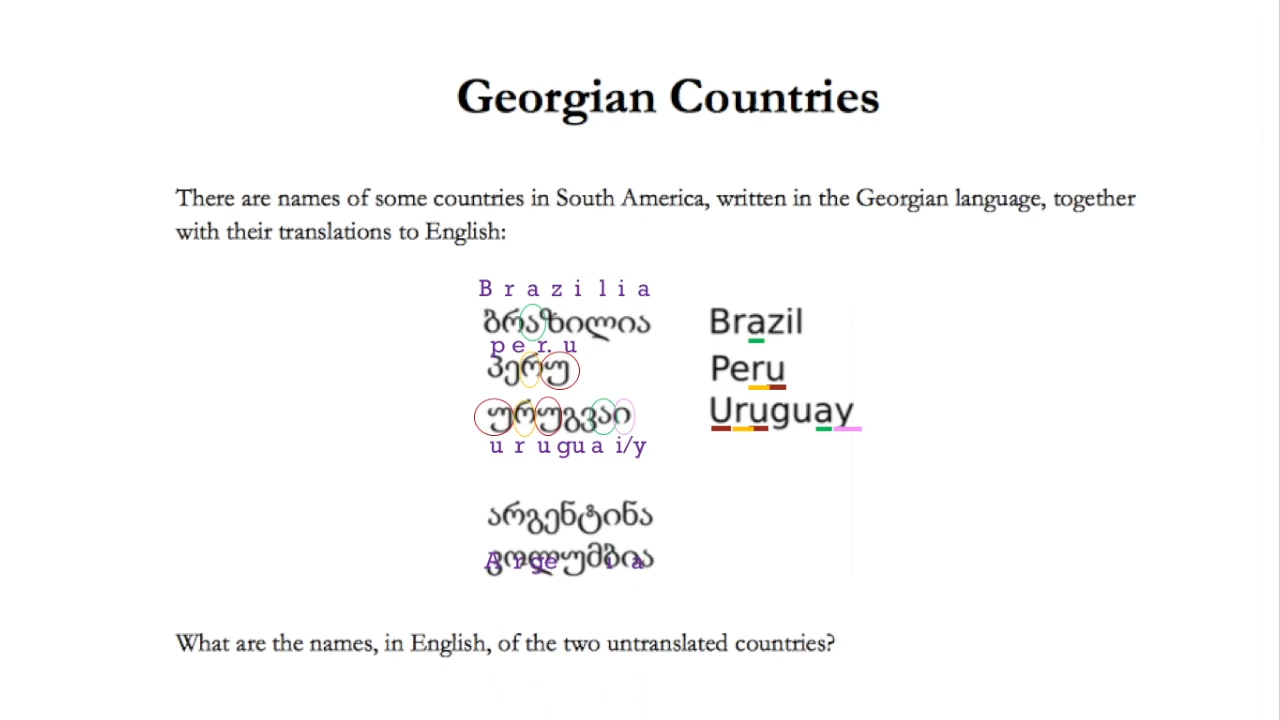 Georgian Countries
There are names of some countries in South America, written in the Georgian language, together
with their translations to English:
B r a z i l i a
ბრაზილია Brazil
p e r. u
პერუ Peru
ურუგვაი Uruguay
u r u gu a i/y
არგენტინა
კოლუმბია
A r ge i a
What are the names, in English, of the two untranslated countries?